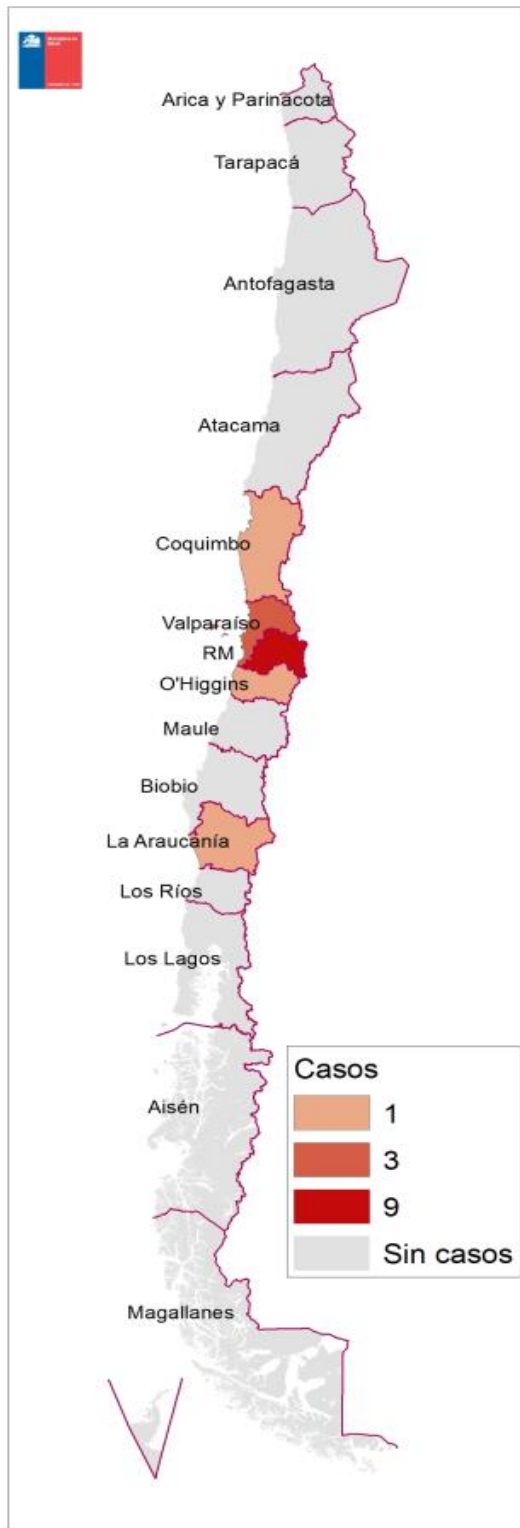 Arica y Parinacota
Tarapacá
Antofagasta
Atacama
Coquimbo
Valparaíso
RM
O'Higgins
Maule
Biobio
La Araucanía
Los Ríos
Los Lagos
Aisén
Magallanes
Casos
1
3
9
Sin casos